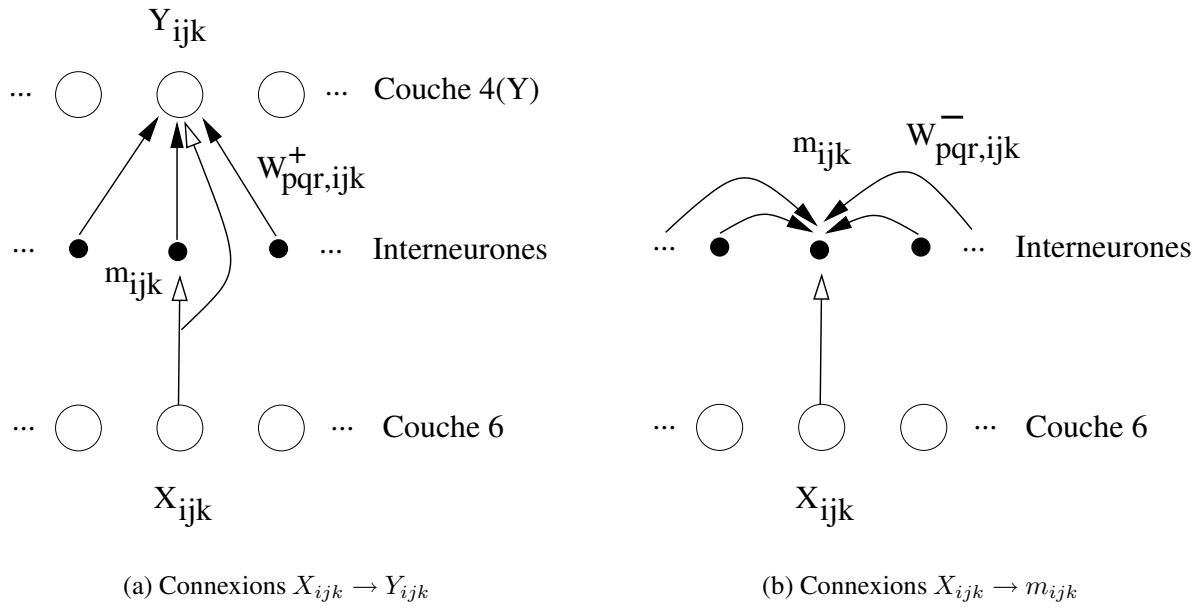 Y_ijk
... ... Couche 4(Y)
W^+_pqr,ijk
... ... Interneurones
m_ijk
... ... Couche 6
X_ijk
(a) Connexions X_ijk → Y_ijk
m_ijk
W^-_pqr,ijk
... ... Interneurones
... ... Couche 6
X_ijk
(b) Connexions X_ijk → m_ijk